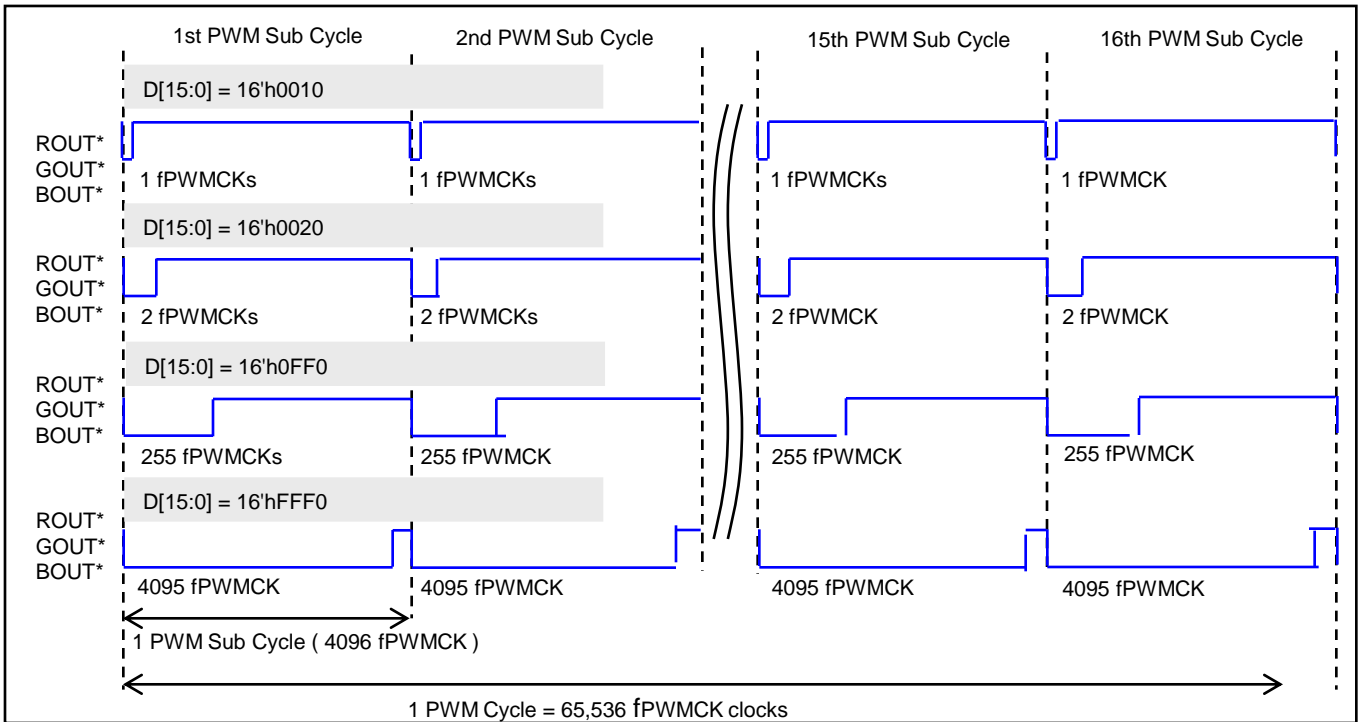 1st PWM Sub Cycle
2nd PWM Sub Cycle
15th PWM Sub Cycle
16th PWM Sub Cycle
D[15:0] = 16'h0010
ROUT*
GOUT*
BOUT*
1 fPWMCKs
1 fPWMCKs
1 fPWMCKs
1 fPWMCK
D[15:0] = 16'h0020
ROUT*
GOUT*
BOUT*
2 fPWMCKs
2 fPWMCKs
2 fPWMCK
2 fPWMCK
D[15:0] = 16'h0FF0
ROUT*
GOUT*
BOUT*
255 fPWMCKs
255 fPWMCK
255 fPWMCK
255 fPWMCK
D[15:0] = 16'hFFF0
ROUT*
GOUT*
BOUT*
4095 fPWMCK
4095 fPWMCK
4095 fPWMCK
4095 fPWMCK
1 PWM Sub Cycle ( 4096 fPWMCK )
1 PWM Cycle = 65,536 fPWMCK clocks